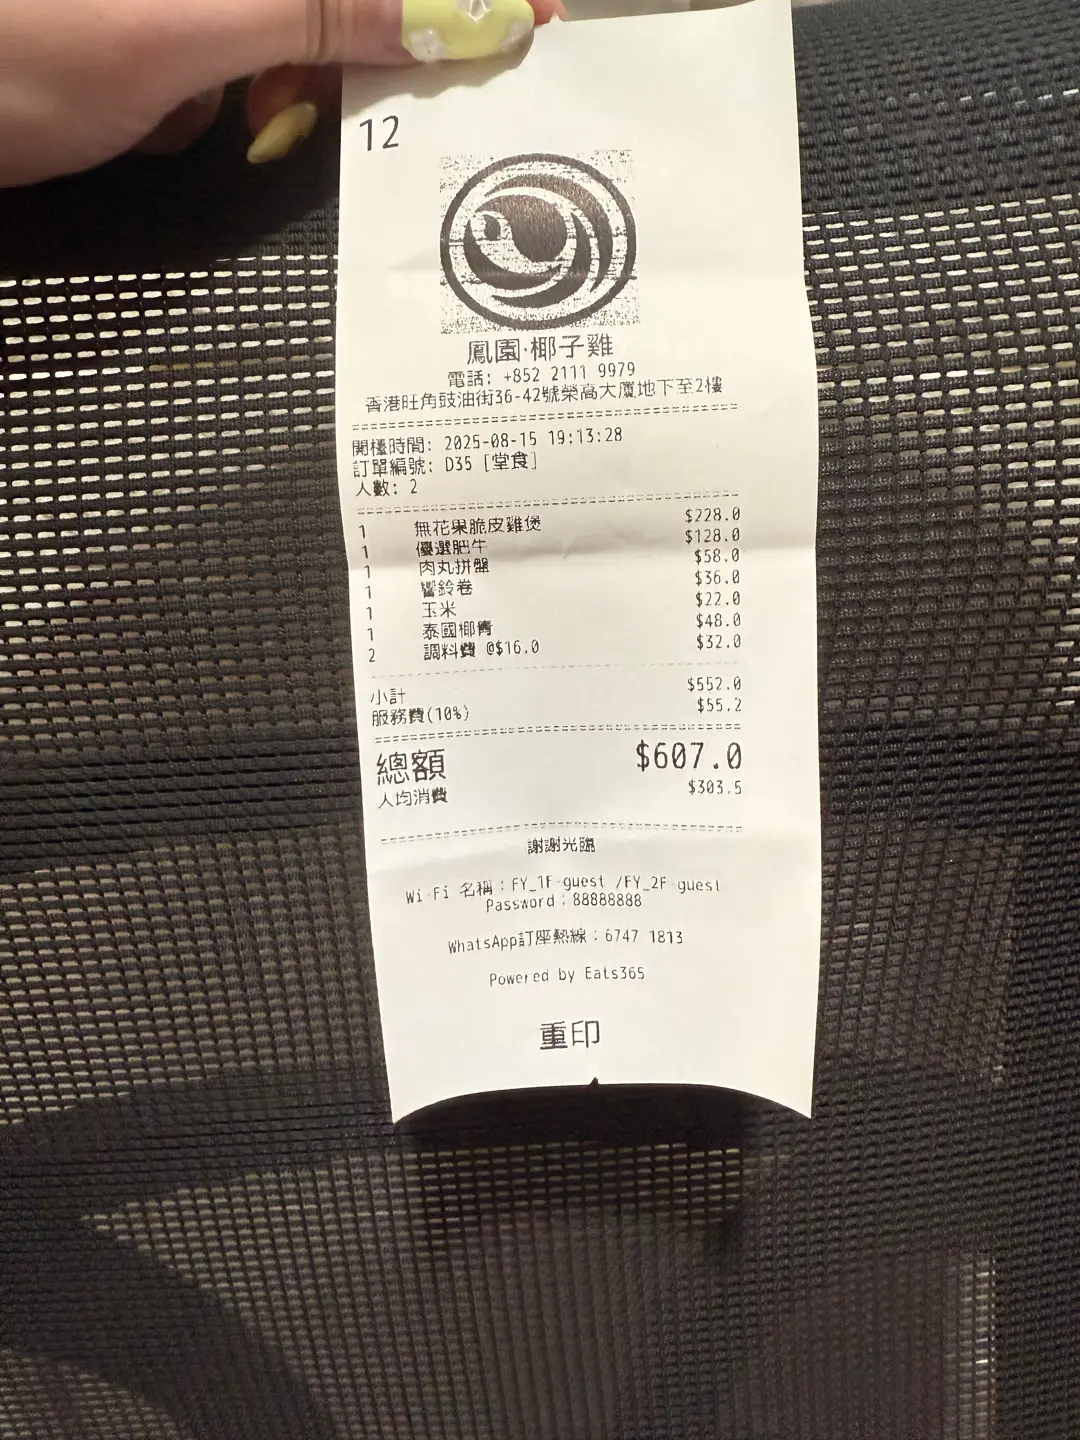 12
鳳園·椰子雞
電話: +852 2111 9979
香港旺角豉油街36-42號榮高大廈地下至2樓
開檯時間: 2025-08-15 19:13:28
訂單編號: D35 [堂食]
人數: 2
1 無花果脆皮雞煲 $228.0
1 優選肥牛 $128.0
1 肉丸拼盤 $58.0
1 響鈴卷 $36.0
1 玉米 $22.0
1 泰國椰青 $48.0
2 調料費 @$16.0 $32.0
小計 $552.0
服務費(10%) $55.2
總額 $607.0
人均消費 $303.5
謝謝光臨
Wi-Fi 名稱：FY_1F-guest /FY_2F-guest
Password：88888888
WhatsApp訂座熱線：6747 1813
Powered by Eats365
重印